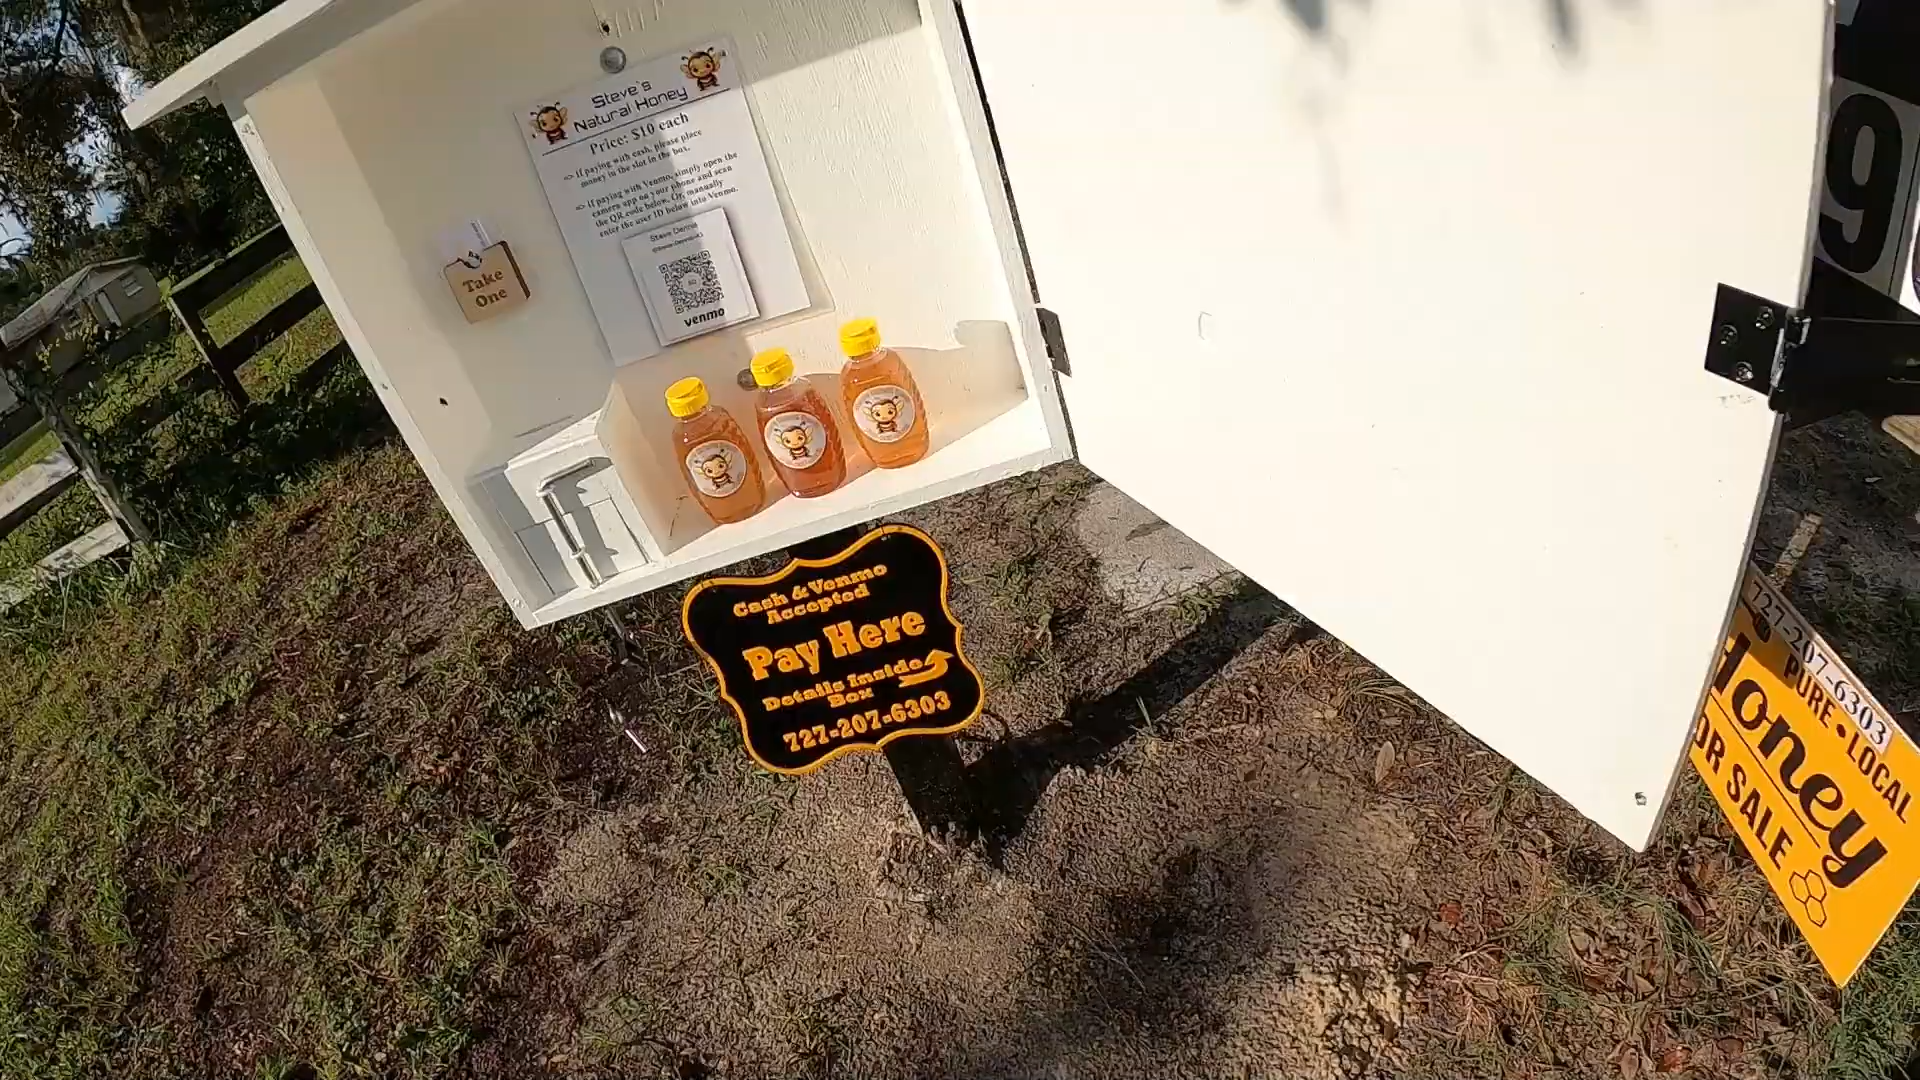 Steve's
Natural Honey
Price: $10 each
=> If paying with cash, please place
money in the slot in the box.
=> If paying with Venmo, simply open the
camera app on your phone and scan
the QR code below. Or, manually
enter the user ID below into Venmo.
Steve
venmo
Take
One
Cash & Venmo
Accepted
Pay Here
Details Inside
Box
727-207-6303
9
727-207-6303
PURE • LOCAL
Honey
OR SALE